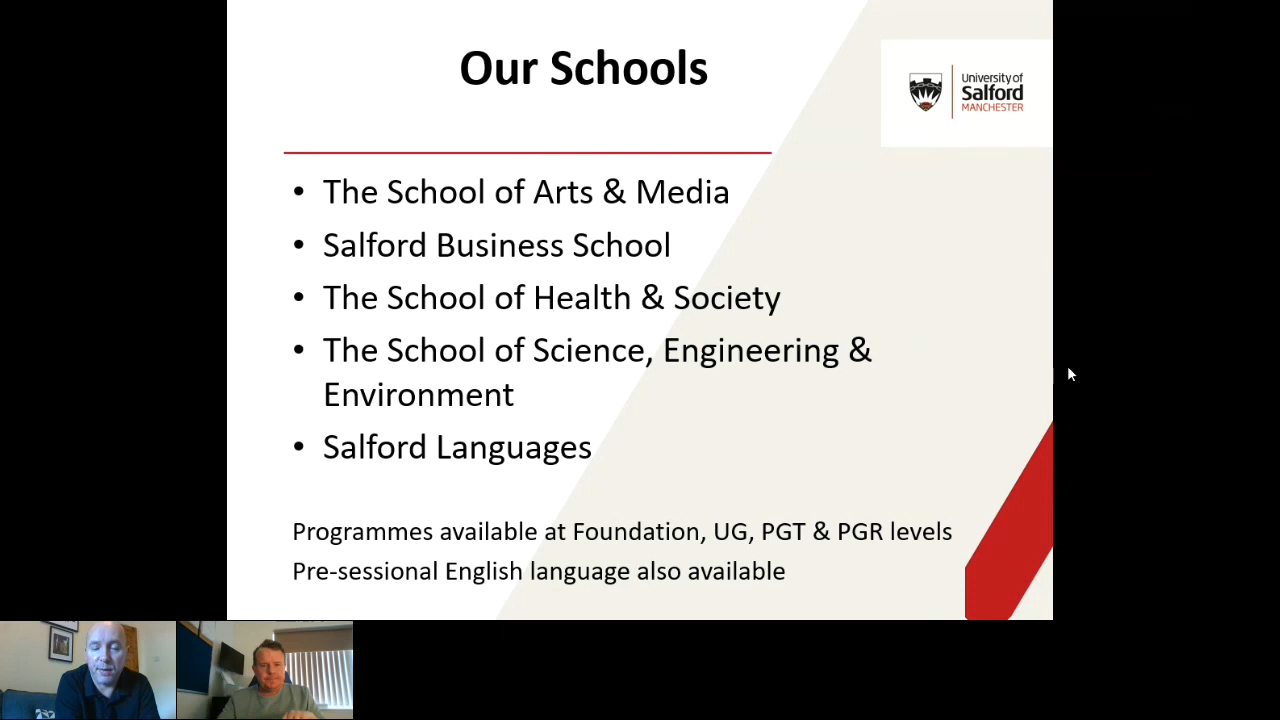 Our Schools
University of
Salford
MANCHESTER
• The School of Arts & Media
• Salford Business School
• The School of Health & Society
• The School of Science, Engineering &
Environment
• Salford Languages
Programmes available at Foundation, UG, PGT & PGR levels
Pre-sessional English language also available